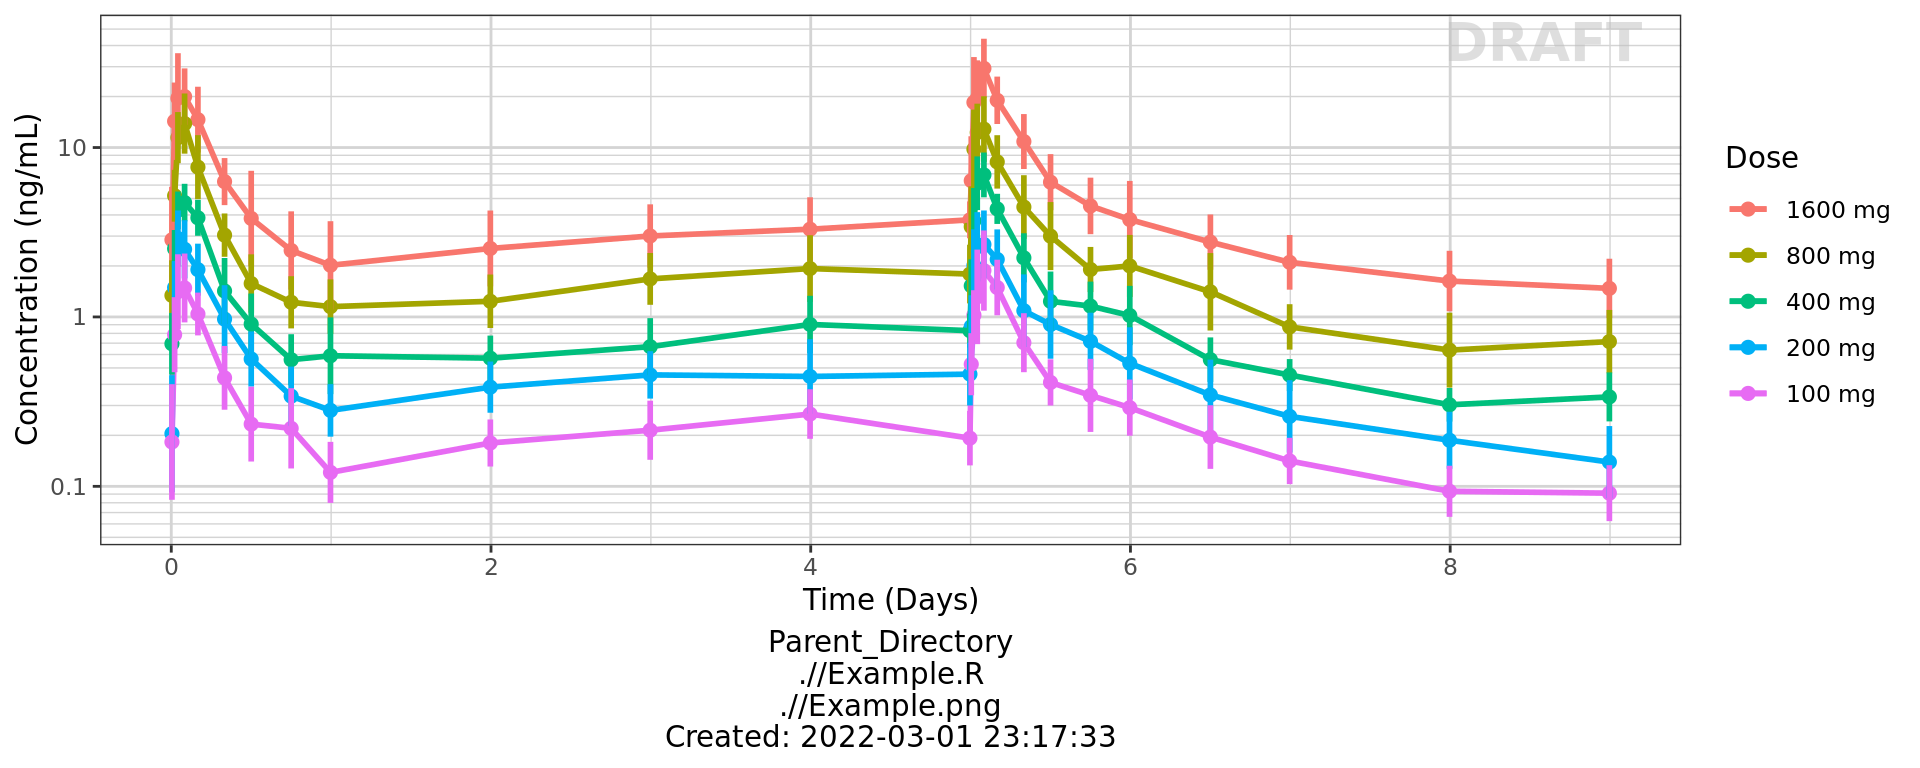 DRAFT
Concentration (ng/mL)
10
1
0.1
0 2 4 6 8
Time (Days)
Dose
1600 mg
800 mg
400 mg
200 mg
100 mg
Parent_Directory
.//Example.R
.//Example.png
Created: 2022-03-01 23:17:33